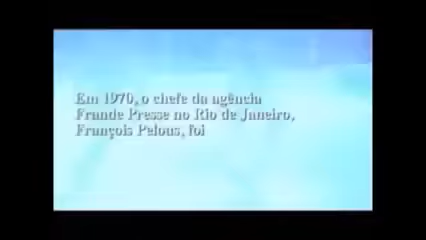 Em 1970, o chefe da agência
Frande Presse no Rio de Janeiro,
François Pelous, foi